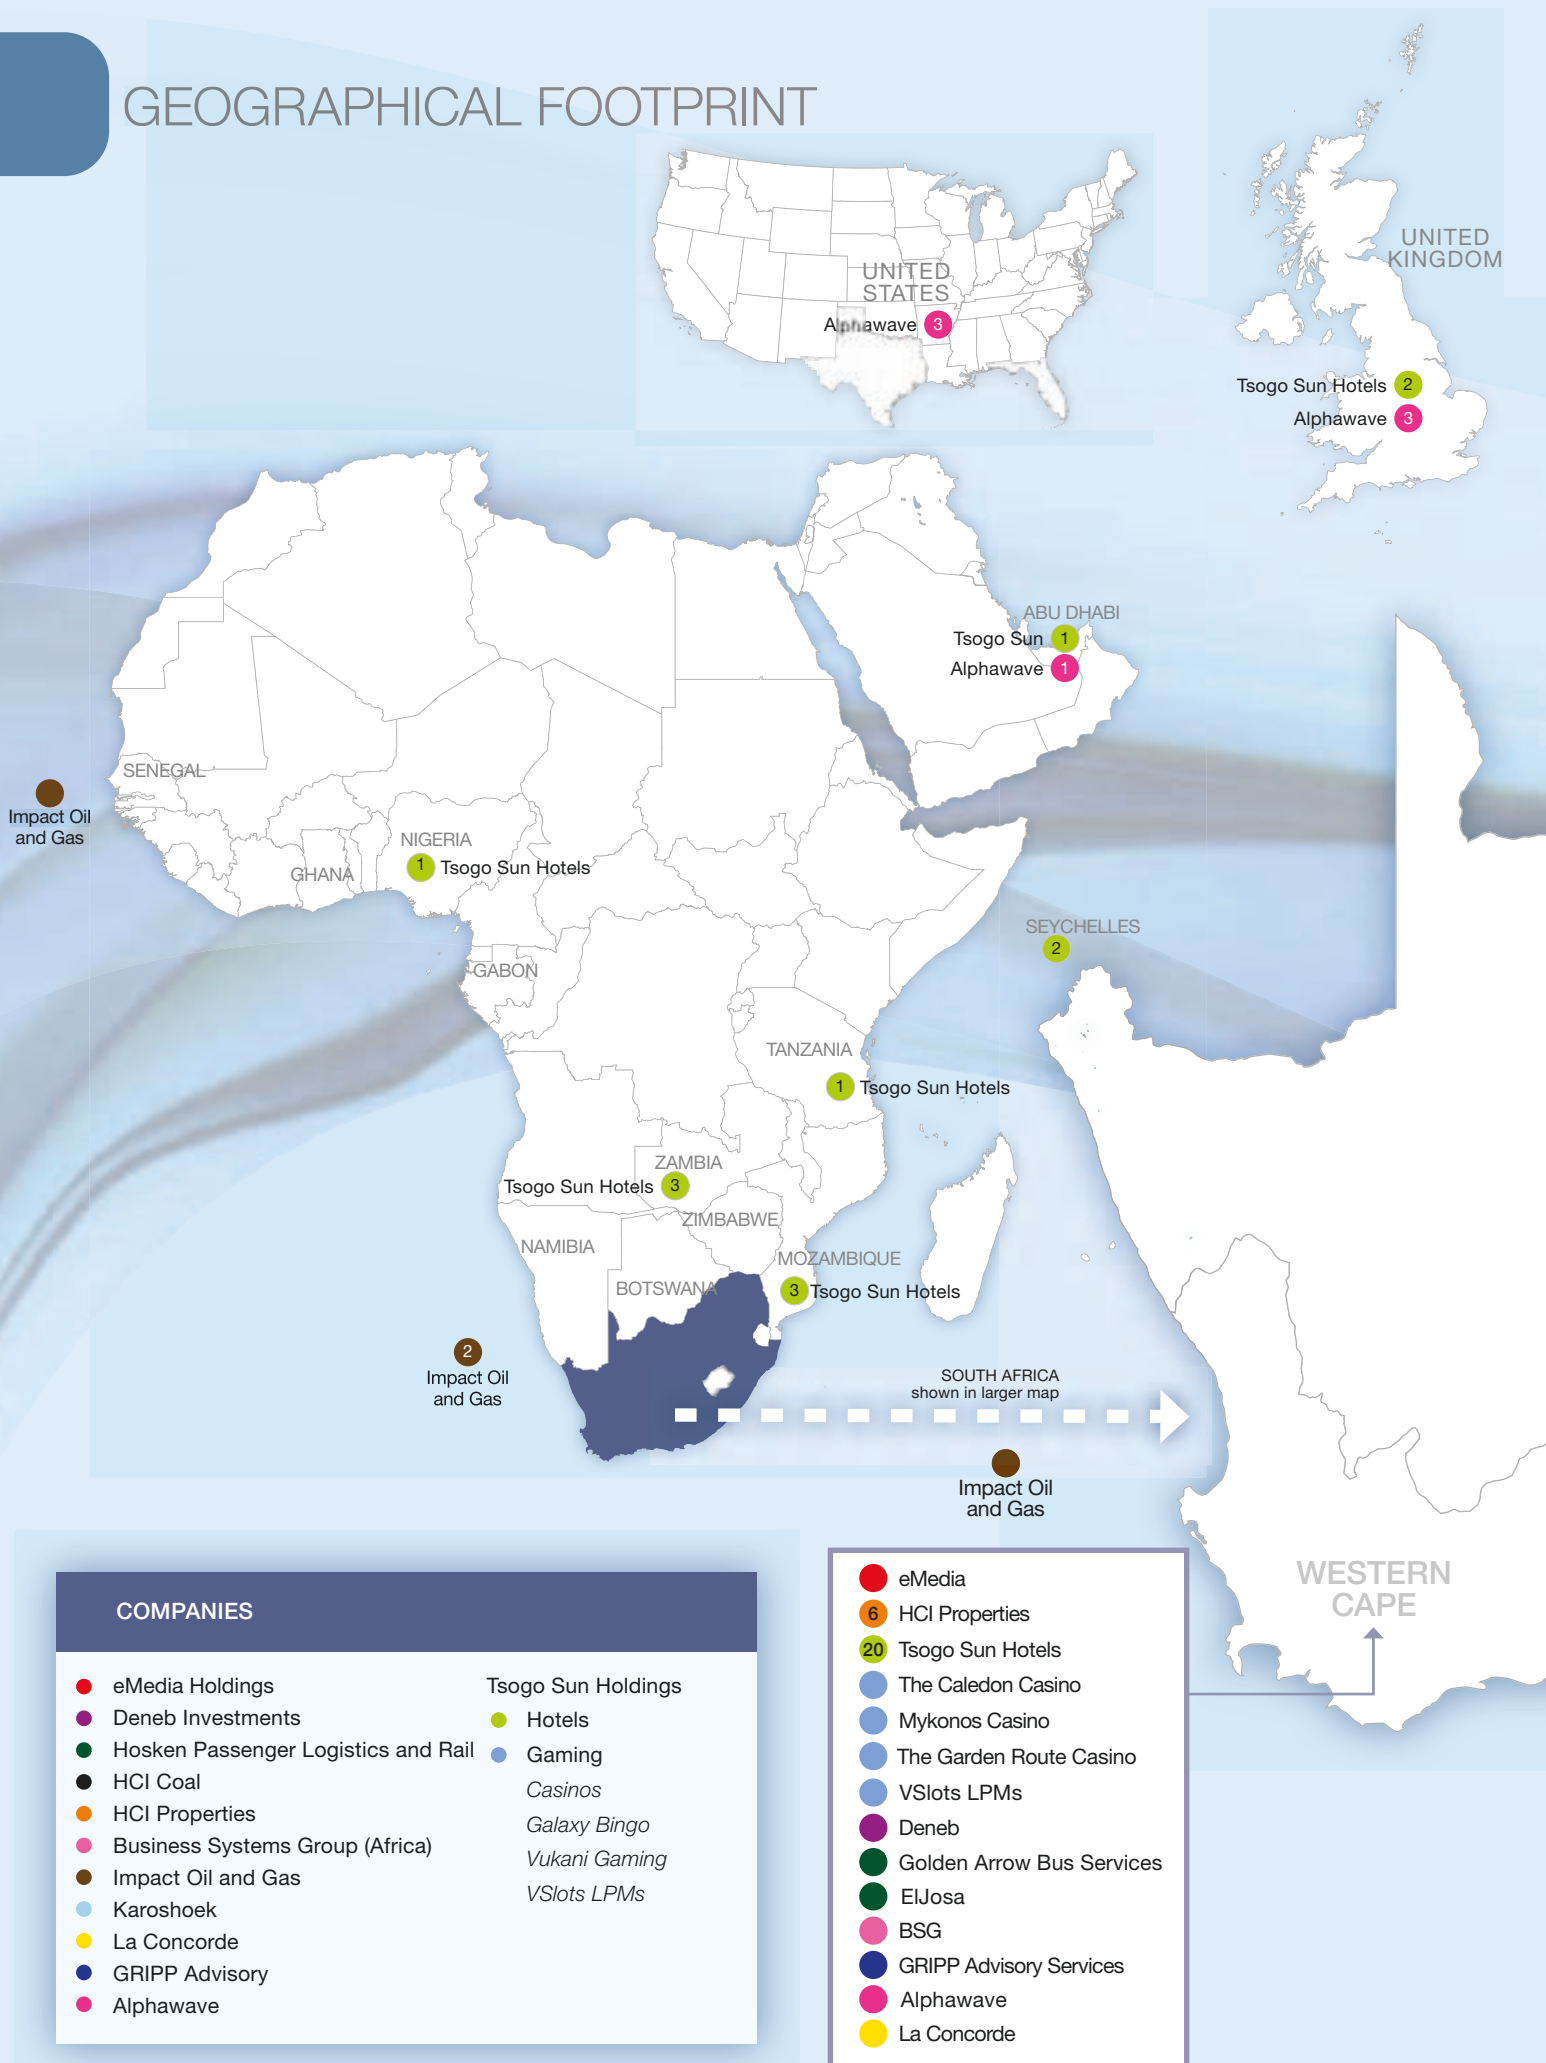 GEOGRAPHICAL FOOTPRINT
UNITED
STATES
Alphawave 3
UNITED
KINGDOM
Tsogo Sun Hotels 2
Alphawave 3
ABU DHABI
Tsogo Sun 1
Alphawave 1
SENEGAL
Impact Oil
and Gas
NIGERIA
1 Tsogo Sun Hotels
GHANA
SEYCHELLES
2
GABON
TANZANIA
1 Tsogo Sun Hotels
ZAMBIA
Tsogo Sun Hotels 3
ZIMBABWE
NAMIBIA
MOZAMBIQUE
BOTSWANA
3 Tsogo Sun Hotels
2
Impact Oil
and Gas
SOUTH AFRICA
shown in larger map
Impact Oil
and Gas
WESTERN
CAPE
COMPANIES
eMedia Holdings
Deneb Investments
Hosken Passenger Logistics and Rail
HCI Coal
HCI Properties
Business Systems Group (Africa)
Impact Oil and Gas
Karoshoek
La Concorde
GRIPP Advisory
Alphawave
Tsogo Sun Holdings
Hotels
Gaming
Casinos
Galaxy Bingo
Vukani Gaming
VSlots LPMs
eMedia
6 HCI Properties
20 Tsogo Sun Hotels
The Caledon Casino
Mykonos Casino
The Garden Route Casino
VSlots LPMs
Deneb
Golden Arrow Bus Services
ElJosa
BSG
GRIPP Advisory Services
Alphawave
La Concorde